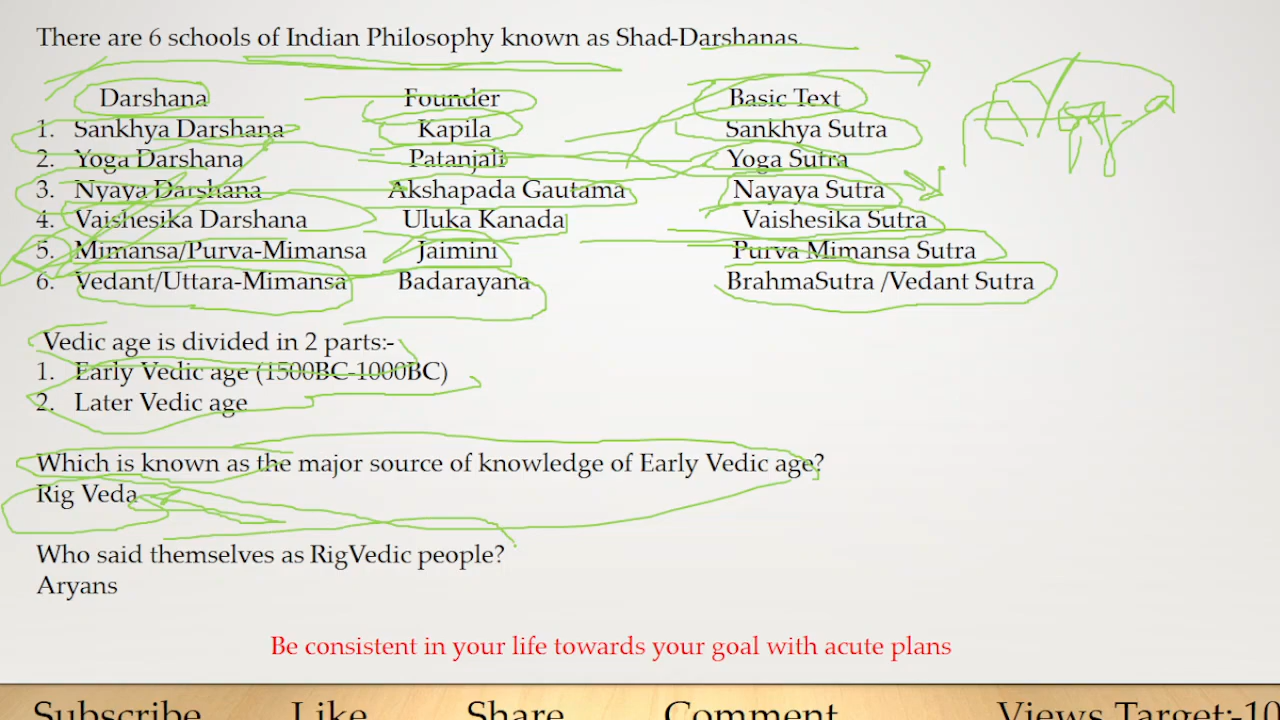 There are 6 schools of Indian Philosophy known as Shad-Darshanas.
Darshana Founder Basic Text
1. Sankhya Darshana Kapila Sankhya Sutra
2. Yoga Darshana Patanjali Yoga Sutra
3. Nyaya Darshana Akshapada Gautama Nayaya Sutra
4. Vaishesika Darshana Uluka Kanada Vaishesika Sutra
5. Mimansa/Purva-Mimansa Jaimini Purva Mimansa Sutra
6. Vedant/Uttara-Mimansa Badarayana BrahmaSutra /Vedant Sutra
Vedic age is divided in 2 parts:-
1. Early Vedic age (1500BC-1000BC)
2. Later Vedic age
Which is known as the major source of knowledge of Early Vedic age?
Rig Veda
Who said themselves as RigVedic people?
Aryans
Be consistent in your life towards your goal with acute plans
Subscribe Like Share Comment Views Target:-10